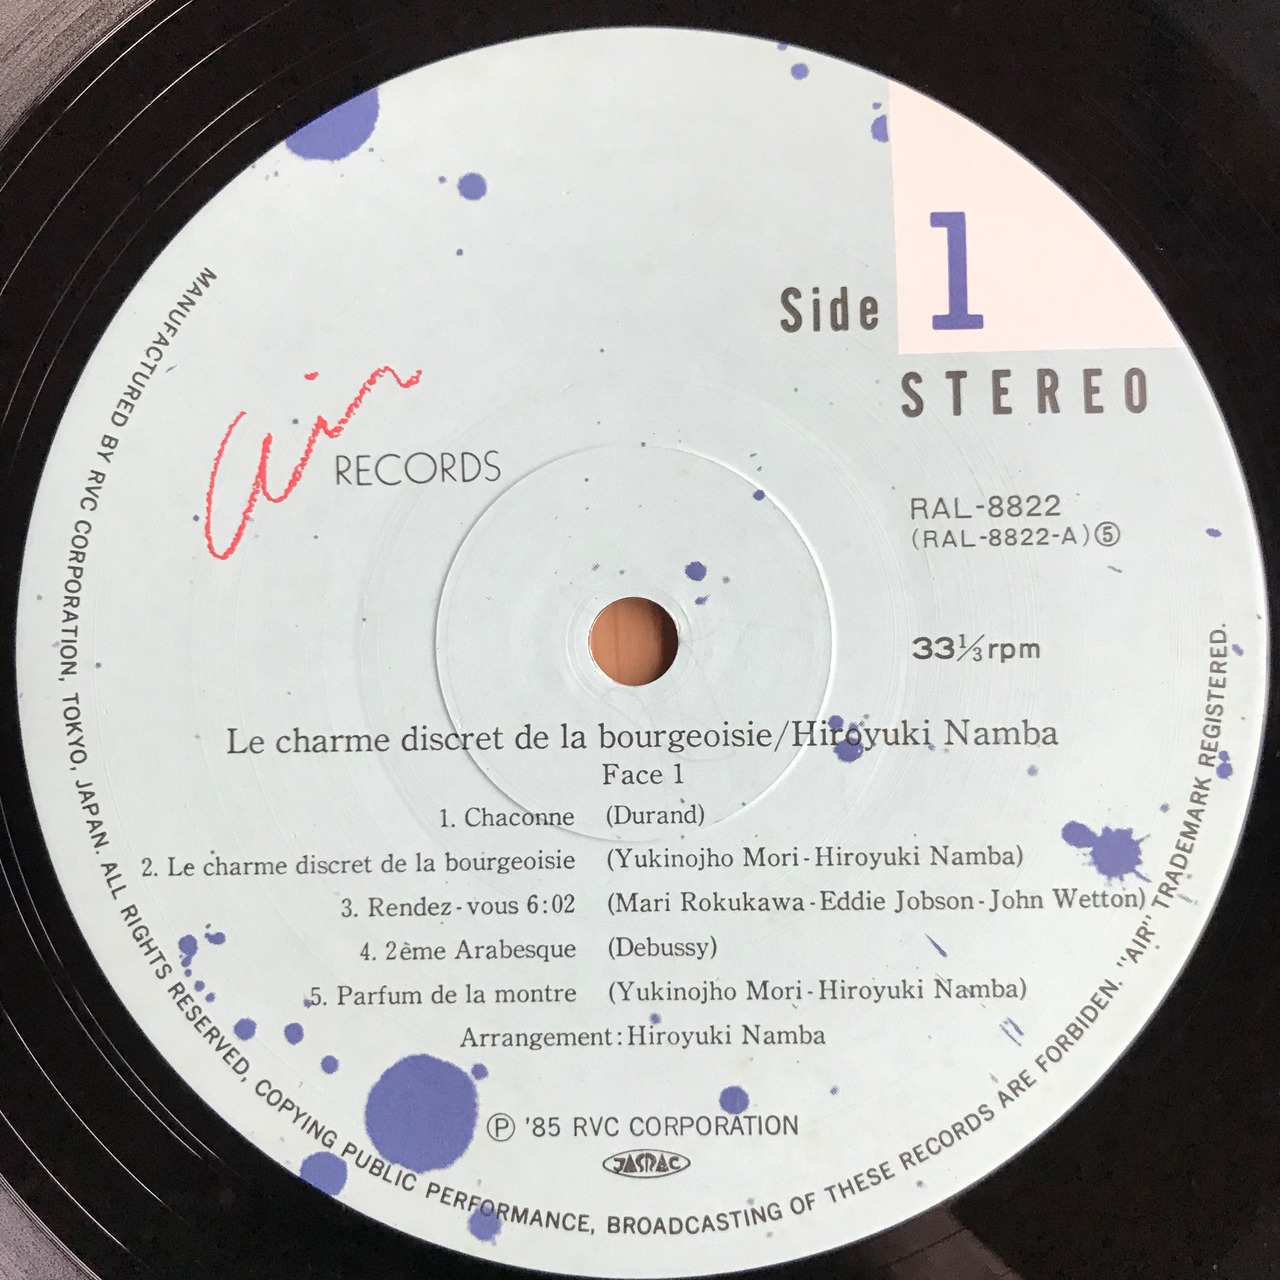 Side 1
STEREO
Air
RECORDS
RAL-8822
(RAL-8822-A)⑤
33⅓rpm
Le charme discret de la bourgeoisie/Hiroyuki Namba
Face 1
1. Chaconne (Durand)
2. Le charme discret de la bourgeoisie (Yukinojho Mori-Hiroyuki Namba)
3. Rendez-vous 6:02 (Mari Rokukawa-Eddie Jobson-John Wetton)
4. 2ème Arabesque (Debussy)
5. Parfum de la montre (Yukinojho Mori-Hiroyuki Namba)
Arrangement:Hiroyuki Namba
Ⓟ '85 RVC CORPORATION
JASRAC
MANUFACTURED BY RVC CORPORATION, TOKYO, JAPAN. ALL RIGHTS RESERVED, COPYING PUBLIC PERFORMANCE, BROADCASTING OF THESE RECORDS ARE FORBIDEN. "AIR" TRADEMARK REGISTERED.